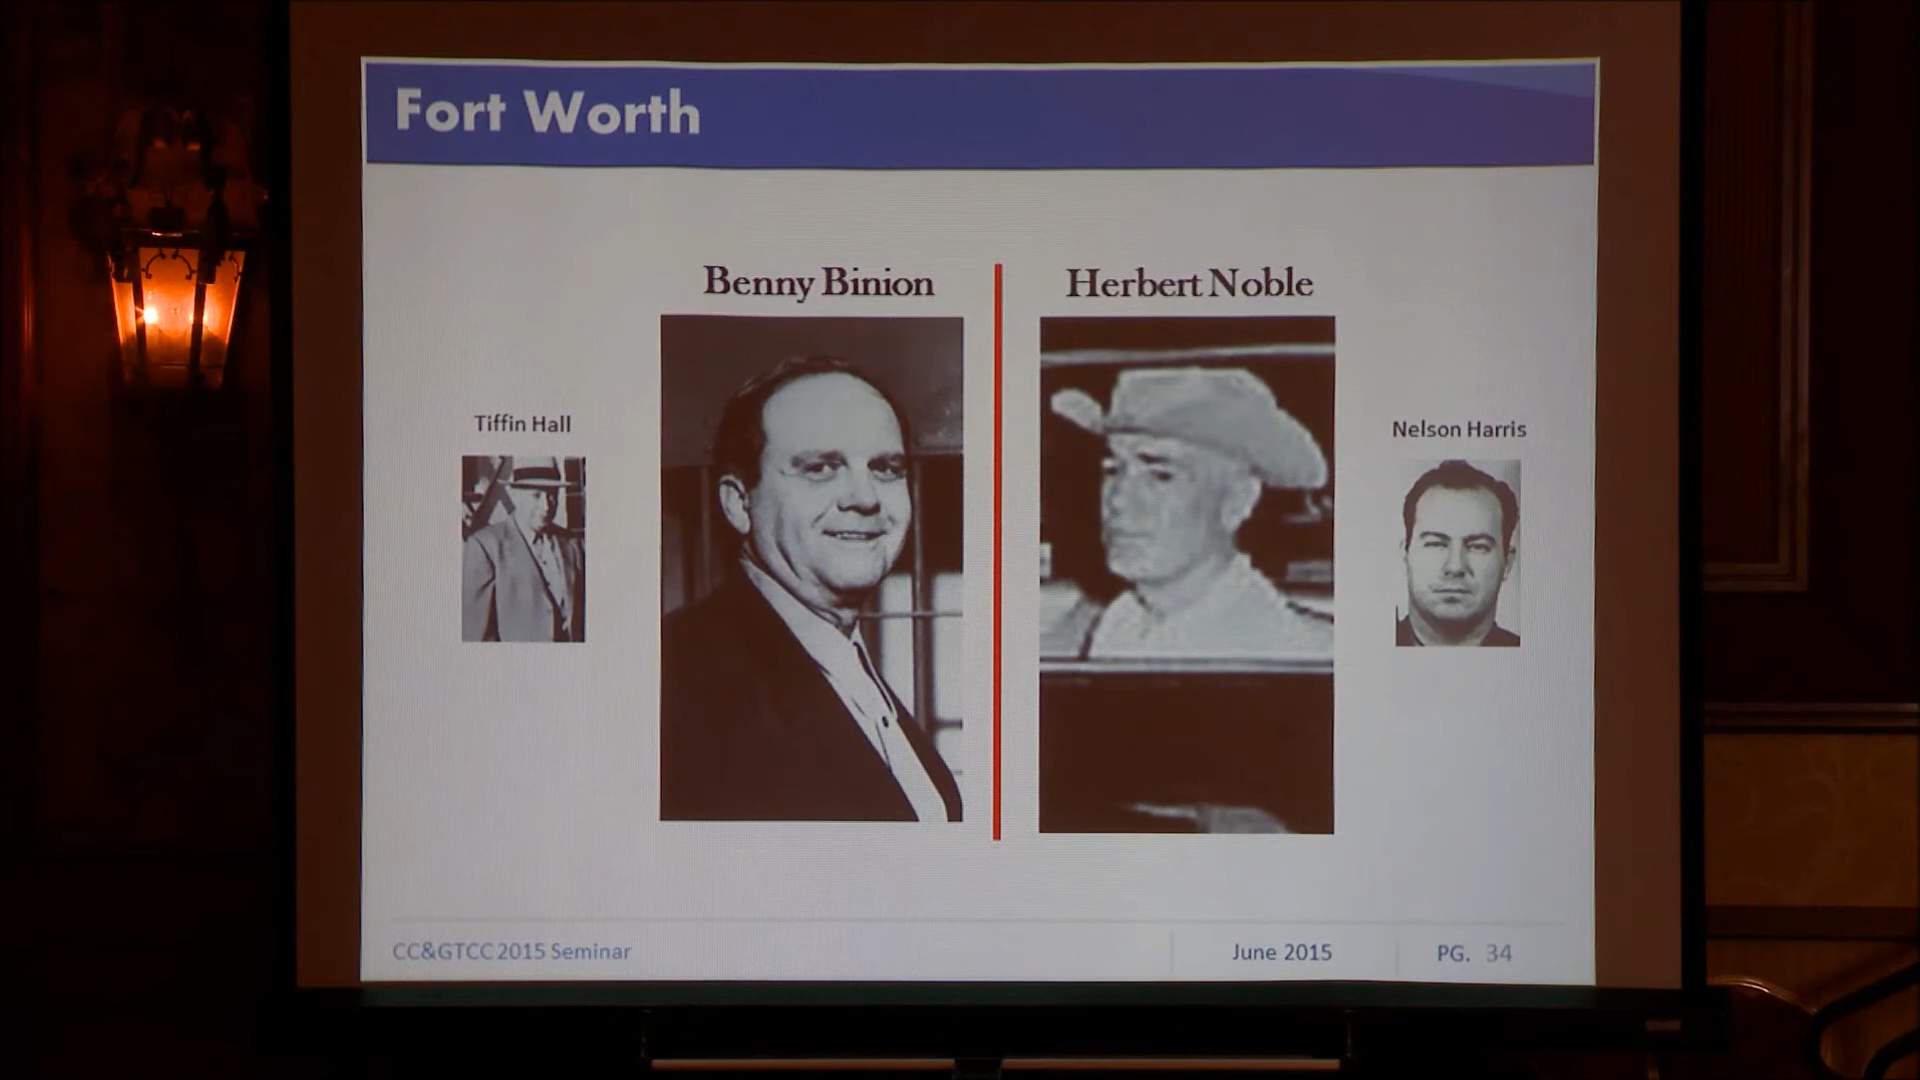 Fort Worth
Benny Binion
Herbert Noble
Tiffin Hall
Nelson Harris
CC&GTCC 2015 Seminar
June 2015
PG. 34